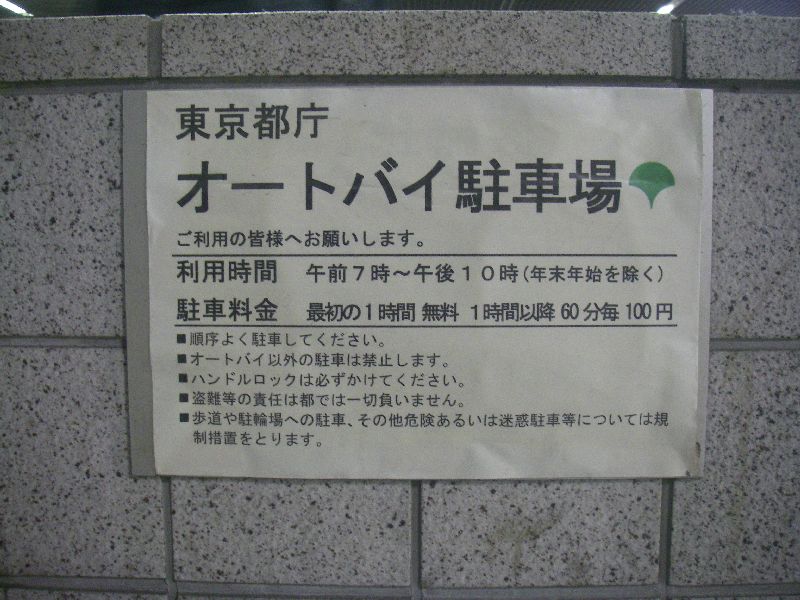 東京都庁
オートバイ駐車場
ご利用の皆様へお願いします。
利用時間 午前７時～午後１０時(年末年始を除く)
駐車料金 最初の１時間 無料 １時間以降 60分毎 100円
■順序よく駐車してください。
■オートバイ以外の駐車は禁止します。
■ハンドルロックは必ずかけてください。
■盗難等の責任は都では一切負いません。
■歩道や駐輪場への駐車、その他危険あるいは迷惑駐車等については規
制措置をとります。